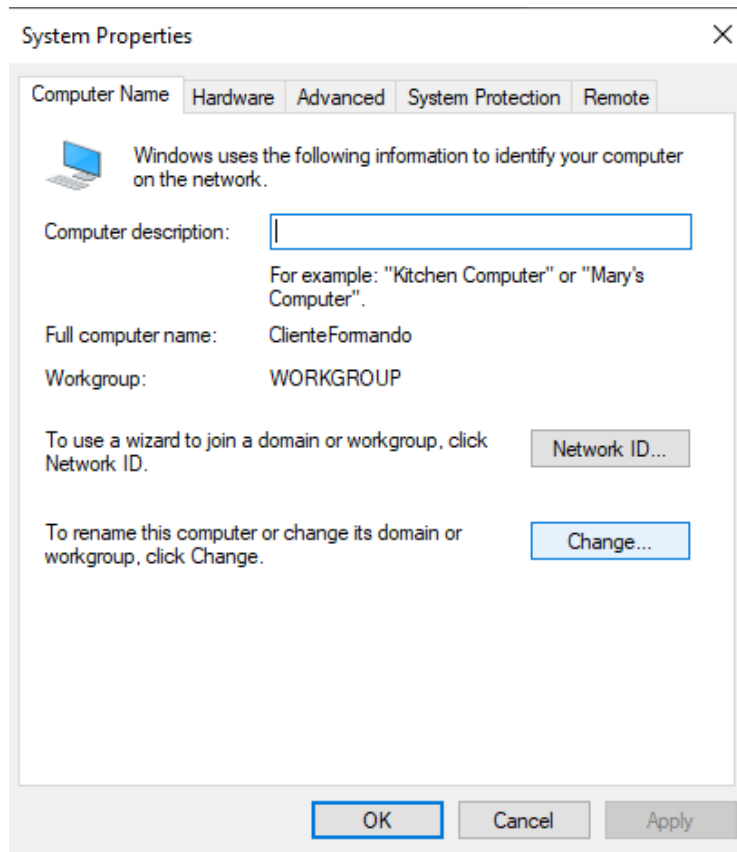 System Properties
Computer Name Hardware Advanced System Protection Remote
Windows uses the following information to identify your computer
on the network.
Computer description:
For example: "Kitchen Computer" or "Mary's
Computer".
Full computer name: ClienteFormando
Workgroup: WORKGROUP
To use a wizard to join a domain or workgroup, click
Network ID.
Network ID...
To rename this computer or change its domain or
workgroup, click Change.
Change...
OK Cancel Apply